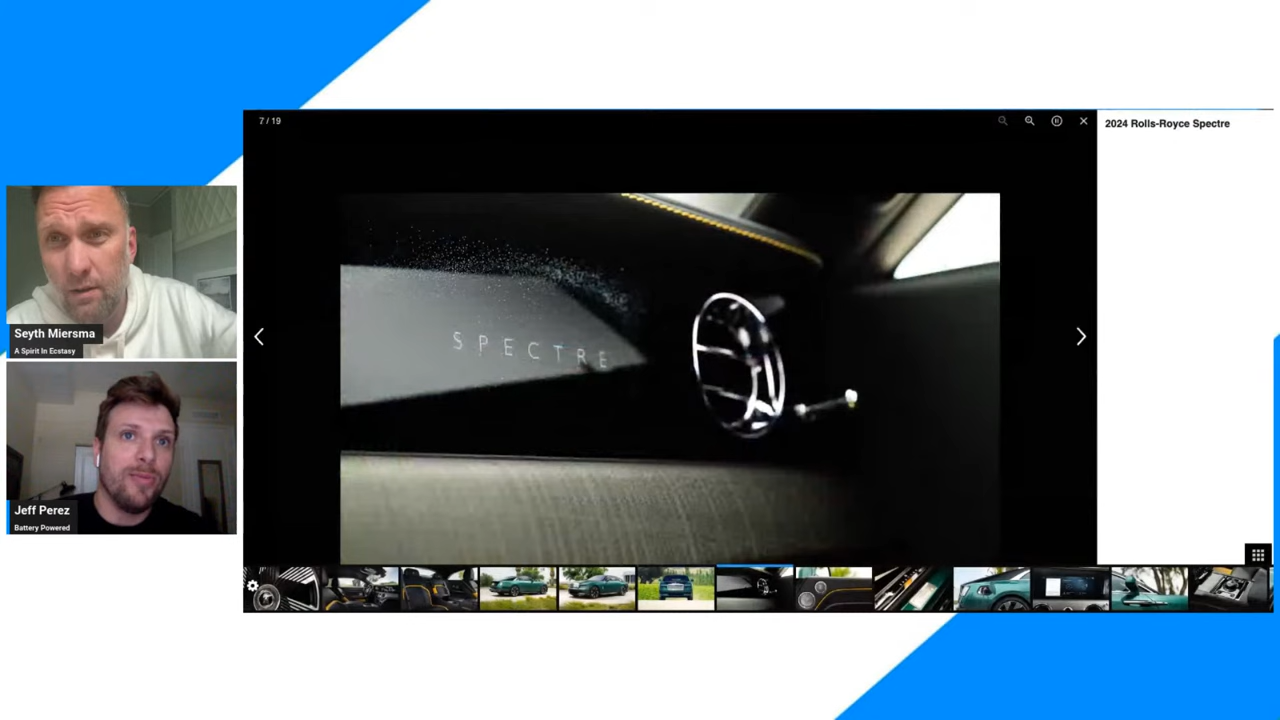 7 / 19
2024 Rolls-Royce Spectre
SPECTRE
Seyth Miersma
A Spirit In Ecstasy
Jeff Perez
Battery Powered